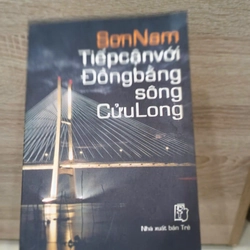 SơnNam
Tiếpcậnvới
Đồngbằng
sông
CửuLong
Nhà xuất bản Trẻ